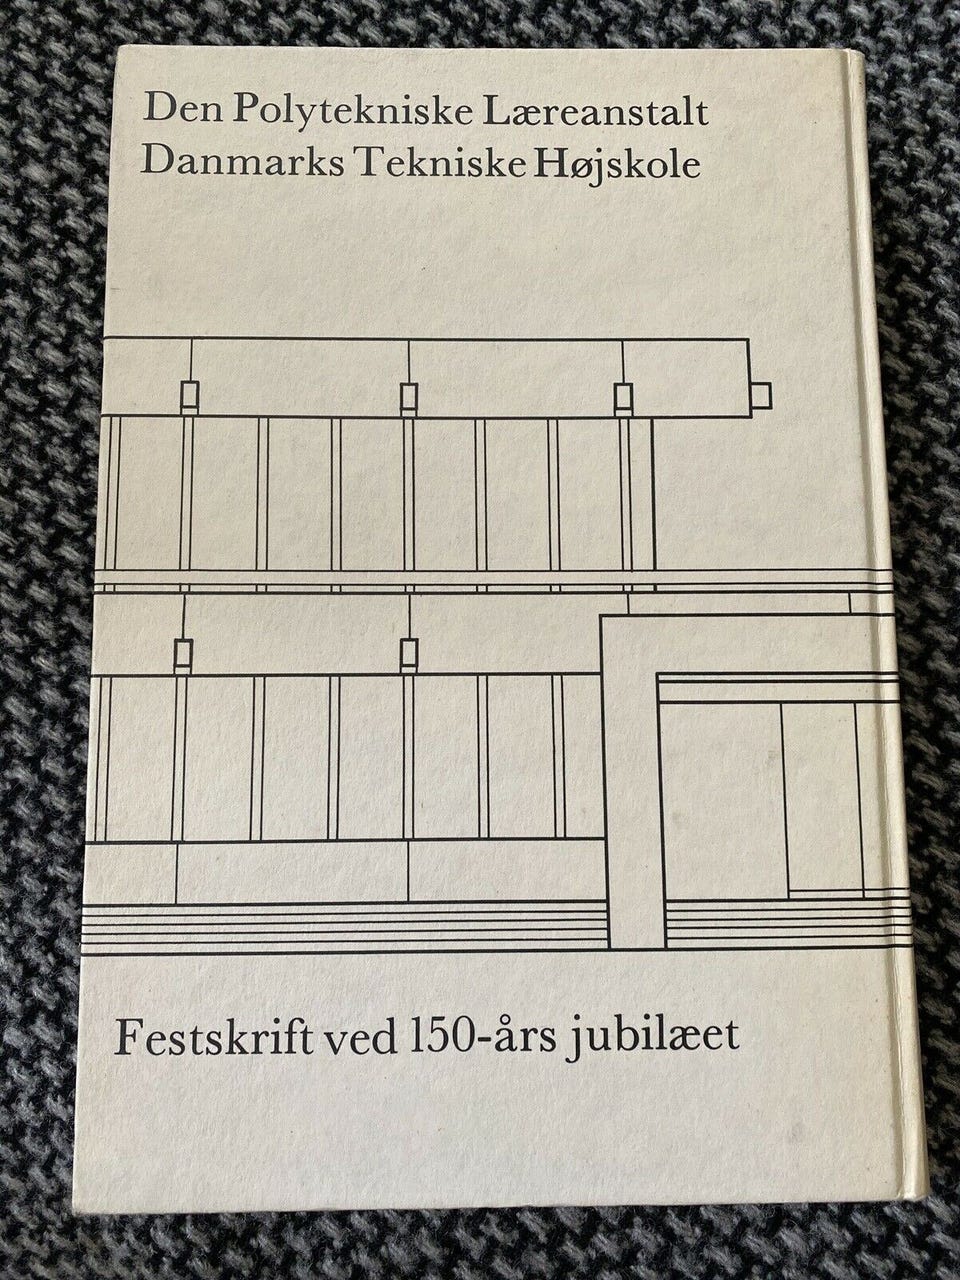 Den Polytekniske Læreanstalt
Danmarks Tekniske Højskole
Festskrift ved 150-års jubilæet